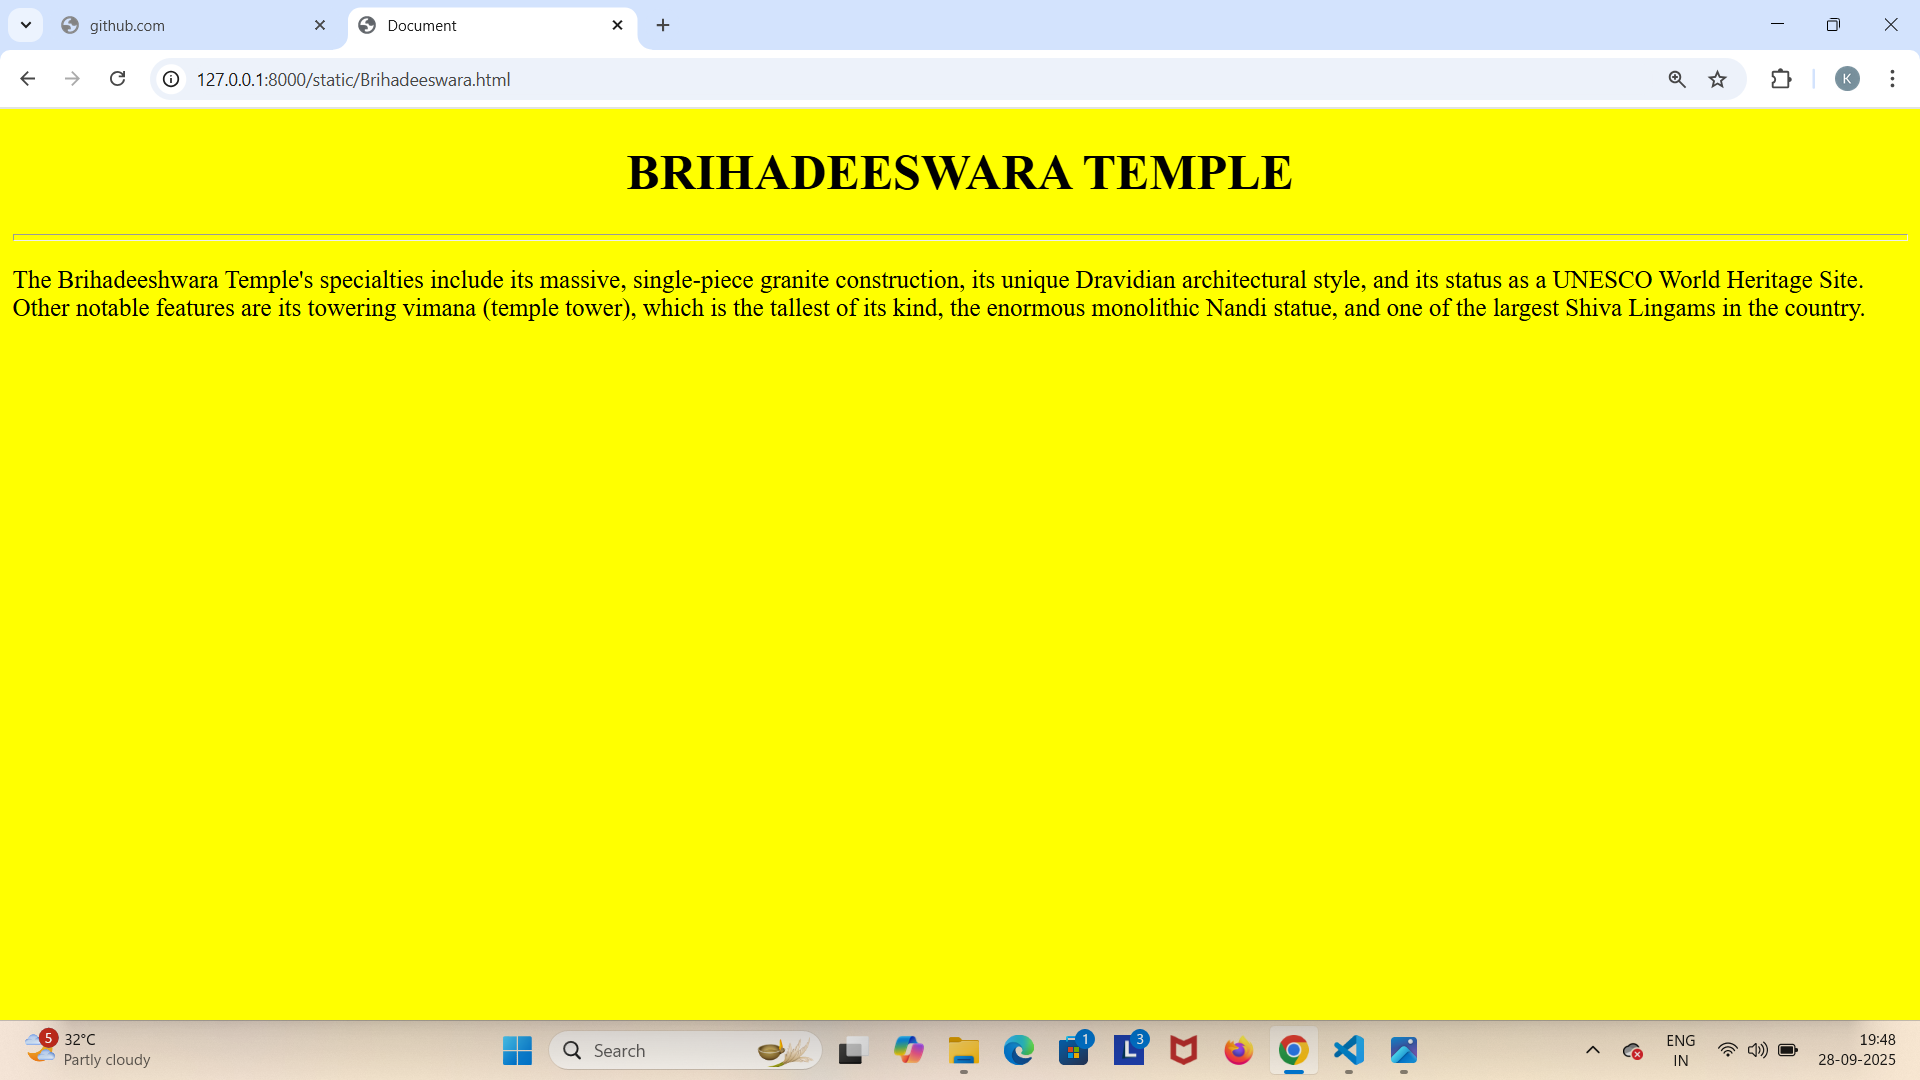 github.com
Document
127.0.0.1:8000/static/Brihadeeswara.html
K
BRIHADEESWARA TEMPLE
The Brihadeeshwara Temple's specialties include its massive, single-piece granite construction, its unique Dravidian architectural style, and its status as a UNESCO World Heritage Site.
Other notable features are its towering vimana (temple tower), which is the tallest of its kind, the enormous monolithic Nandi statue, and one of the largest Shiva Lingams in the country.
5
32°C
Partly cloudy
Search
1
L
3
ENG
IN
19:48
28-09-2025